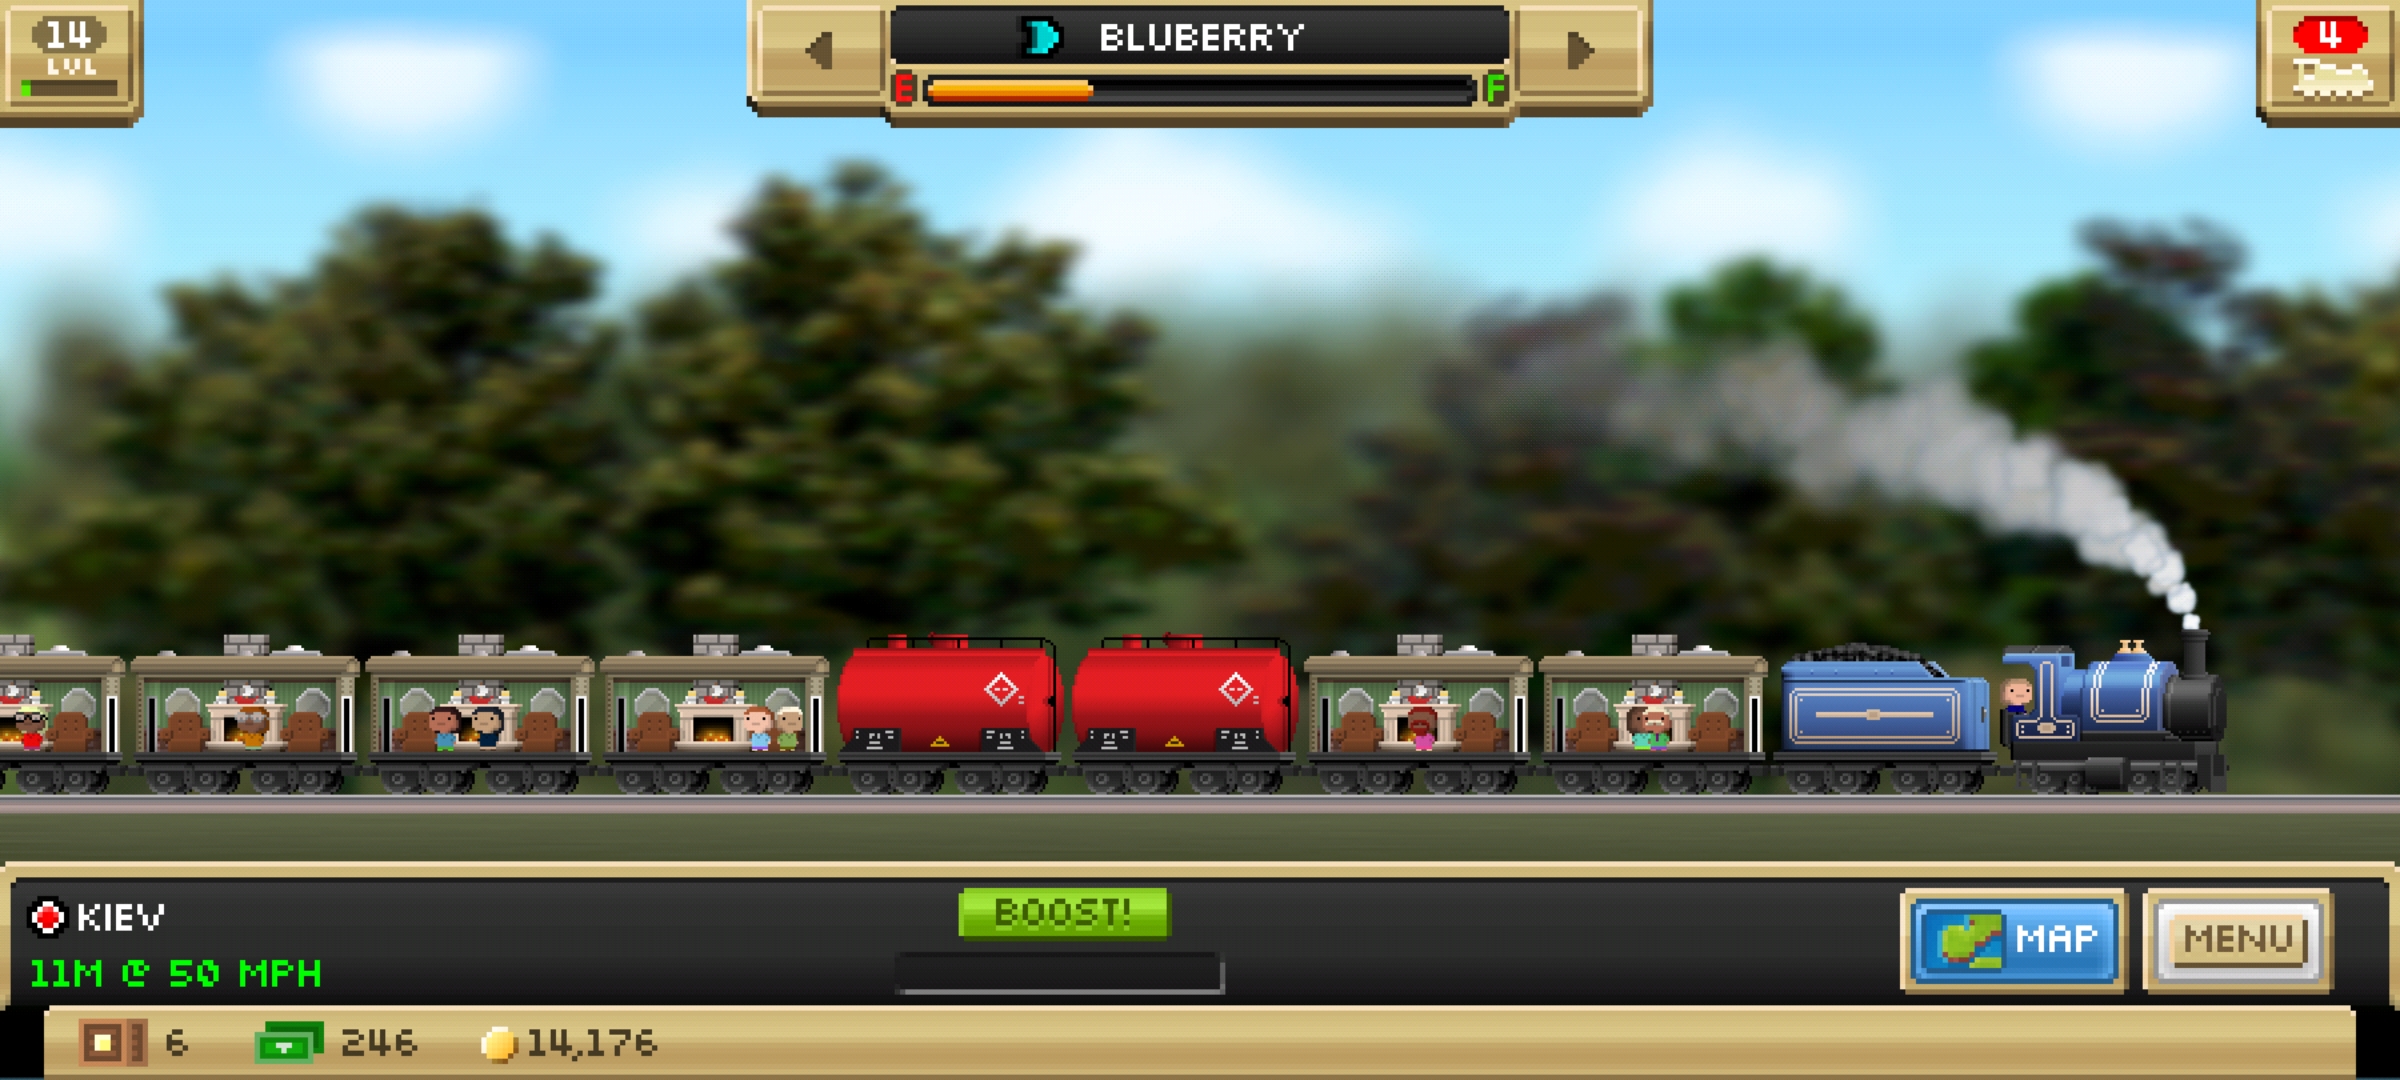 14
LVL
BLUBERRY
E
F
4
KIEV
11M @ 50 MPH
BOOST!
MAP
MENU
6
246
14,176